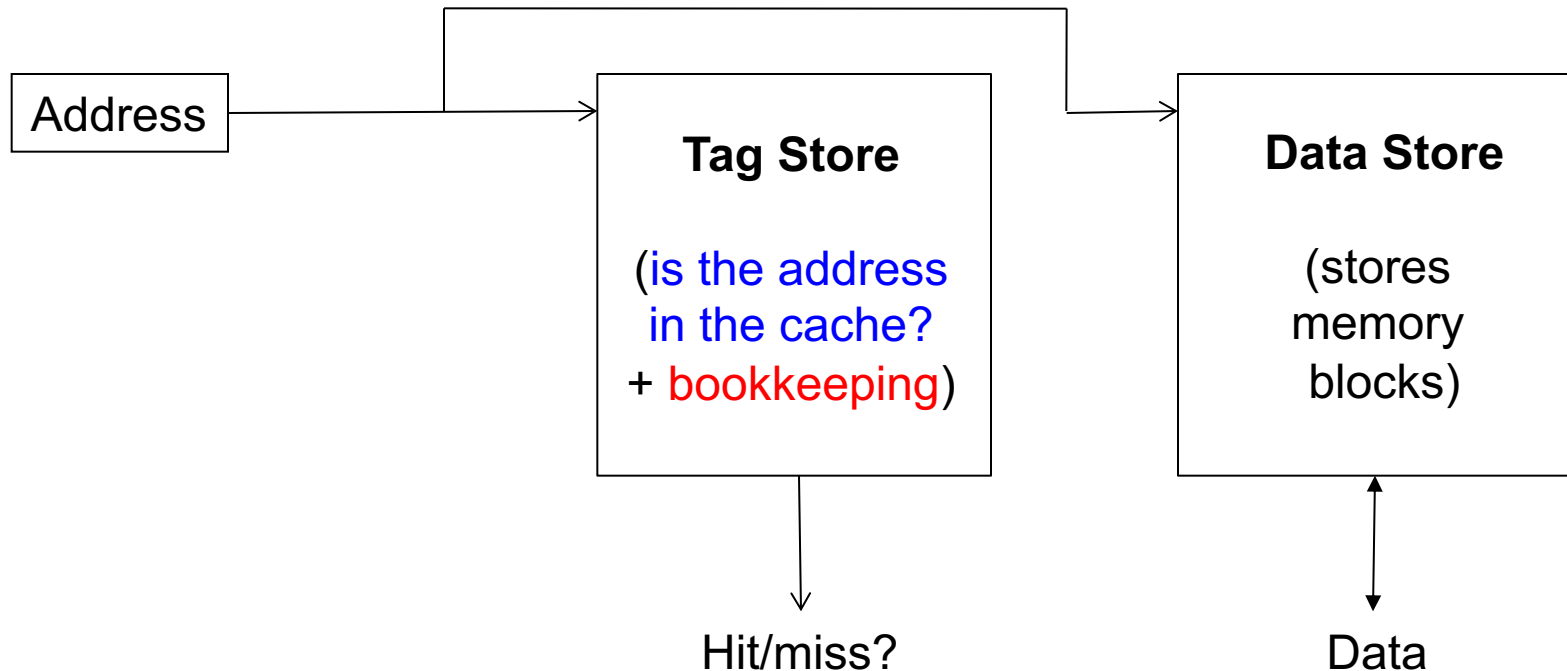 Address
Tag Store
(is the address
in the cache?
+ bookkeeping)
Data Store
(stores
memory
blocks)
Hit/miss?
Data